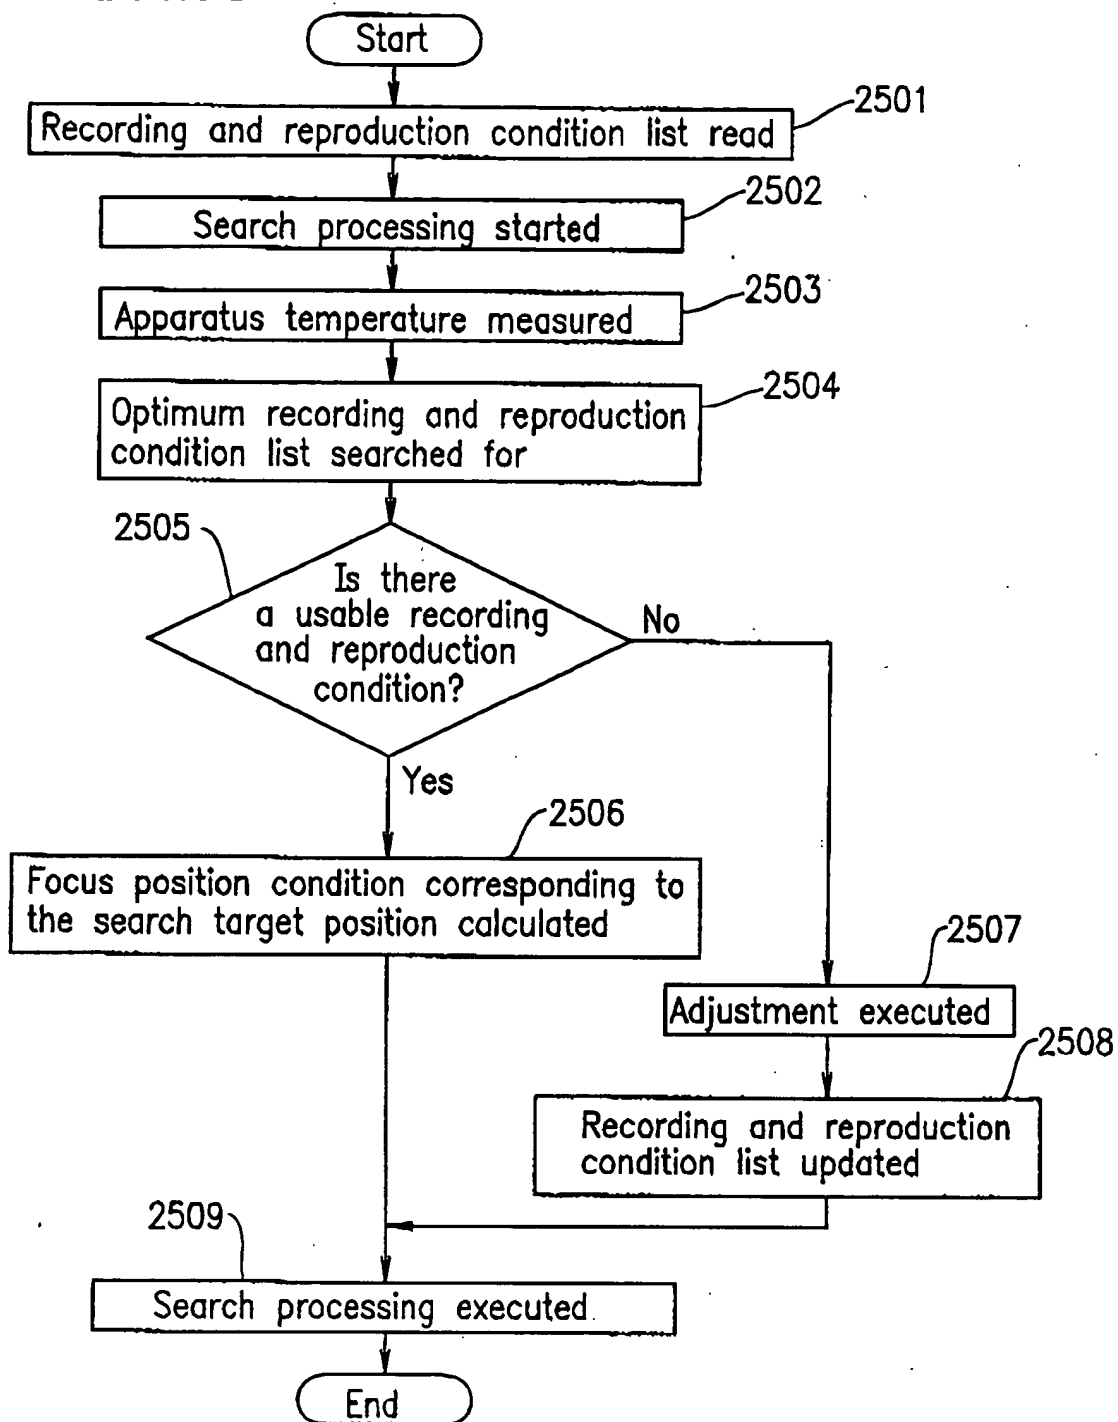 Start
2501
Recording and reproduction condition list read
2502
Search processing started
2503
Apparatus temperature measured
2504
Optimum recording and reproduction
condition list searched for
2505
Is there
a usable recording
and reproduction
condition?
No
Yes
2506
Focus position condition corresponding to
the search target position calculated
2507
Adjustment executed
2508
Recording and reproduction
condition list updated
2509
Search processing executed
End